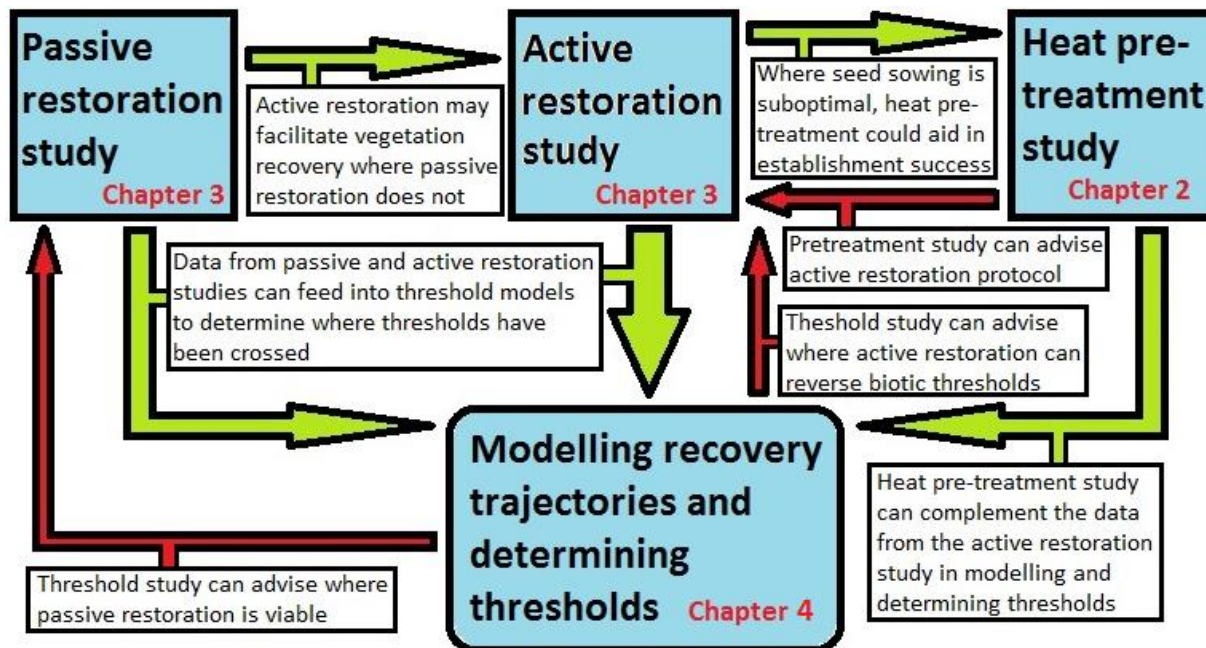 Passive
restoration
study
Chapter 3
Active restoration may
facilitate vegetation
recovery where passive
restoration does not
Active
restoration
study
Chapter 3
Where seed sowing is
suboptimal, heat pre-
treatment could aid in
establishment success
Heat pre-
treatment
study
Chapter 2
Pretreatment study can advise
active restoration protocol
Data from passive and active restoration
studies can feed into threshold models
to determine where thresholds have
been crossed
Theshold study can advise
where active restoration can
reverse biotic thresholds
Modelling recovery
trajectories and
determining
thresholds Chapter 4
Heat pre-treatment study
can complement the data
from the active restoration
study in modelling and
determining thresholds
Threshold study can advise where
passive restoration is viable